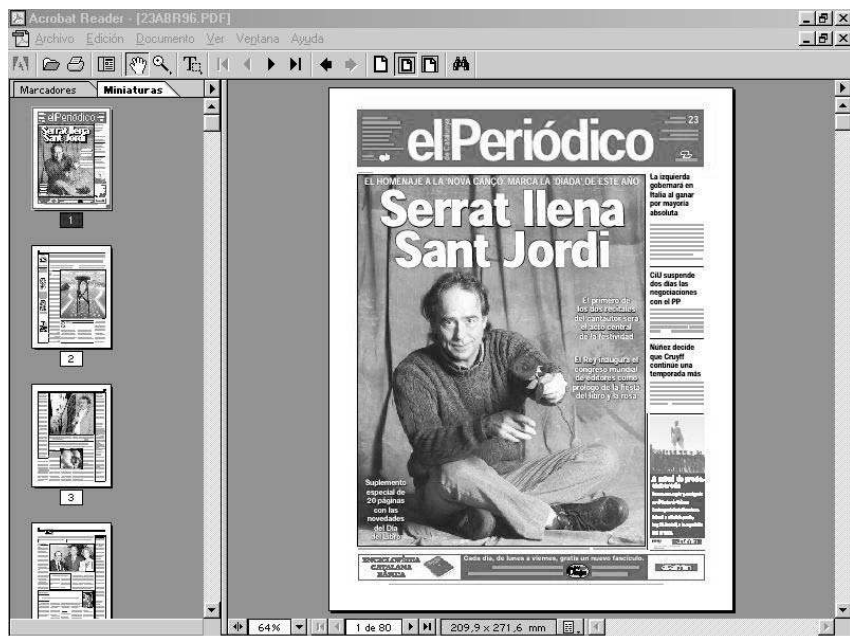 Acrobat Reader - [23ABR96.PDF]
Archivo Edición Documento Ver Ventana Ayuda
Marcadores Miniaturas
elPeriódico
Serrat llena
Sant Jordi
1
2
3
el Periódico
de Catalunya
23
EL HOMENAJE A LA 'NOVA CANÇÓ' MARCA LA 'DIADA' DE ESTE AÑO
Serrat llena
Sant Jordi
El primero de
los dos recitales
del cantautor será
el acto central
de la festividad
El Rey inaugura el
congreso mundial
de editores como
prólogo de la fiesta
del libro y la rosa
Suplemento
especial de
20 páginas
con las
novedades
del Día
del Libro
La izquierda
gobernará en
Italia al ganar
por mayoría
absoluta
CiU suspende
dos días las
negociaciones
con el PP
Núñez decide
que Cruyff
continúe una
temporada más
ENCICLOPÈDIA
CATALANA
BÀSICA
Cada día, de lunes a viernes, gratis un nuevo fascículo.
64%
1 de 80
209,9 x 271,6 mm